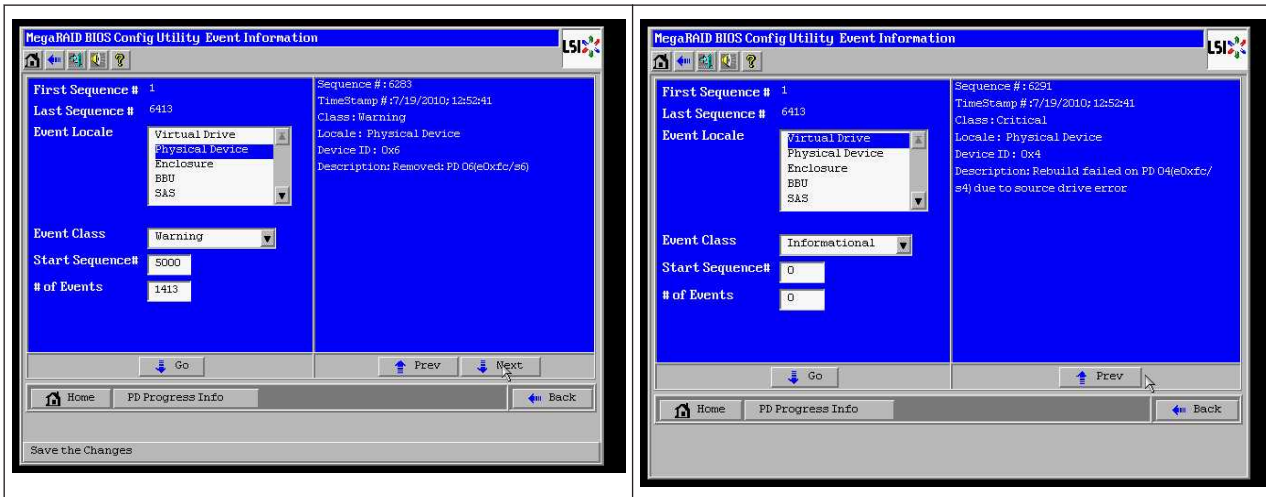 MegaRAID BIOS Config Utility Event Information
LSI
First Sequence # 1
Last Sequence # 6413
Event Locale
Virtual Drive
Physical Device
Enclosure
BBU
SAS
Event Class Warning
Start Sequence# 5000
# of Events 1413
Go
Sequence #:6283
TimeStamp #:7/19/2010; 12:52:41
Class: Warning
Locale: Physical Device
Device ID: 0x6
Description: Removed: PD 06(e0xfc/s6)
Prev Next
Home PD Progress Info Back
Save the Changes
MegaRAID BIOS Config Utility Event Information
LSI
First Sequence # 1
Last Sequence # 6413
Event Locale
Virtual Drive
Physical Device
Enclosure
BBU
SAS
Event Class Informational
Start Sequence# 0
# of Events 0
Go
Sequence #:6291
TimeStamp #:7/19/2010; 12:52:41
Class: Critical
Locale: Physical Device
Device ID: 0x4
Description: Rebuild failed on PD 04(e0xfc/
s4) due to source drive error
Prev
Home PD Progress Info Back